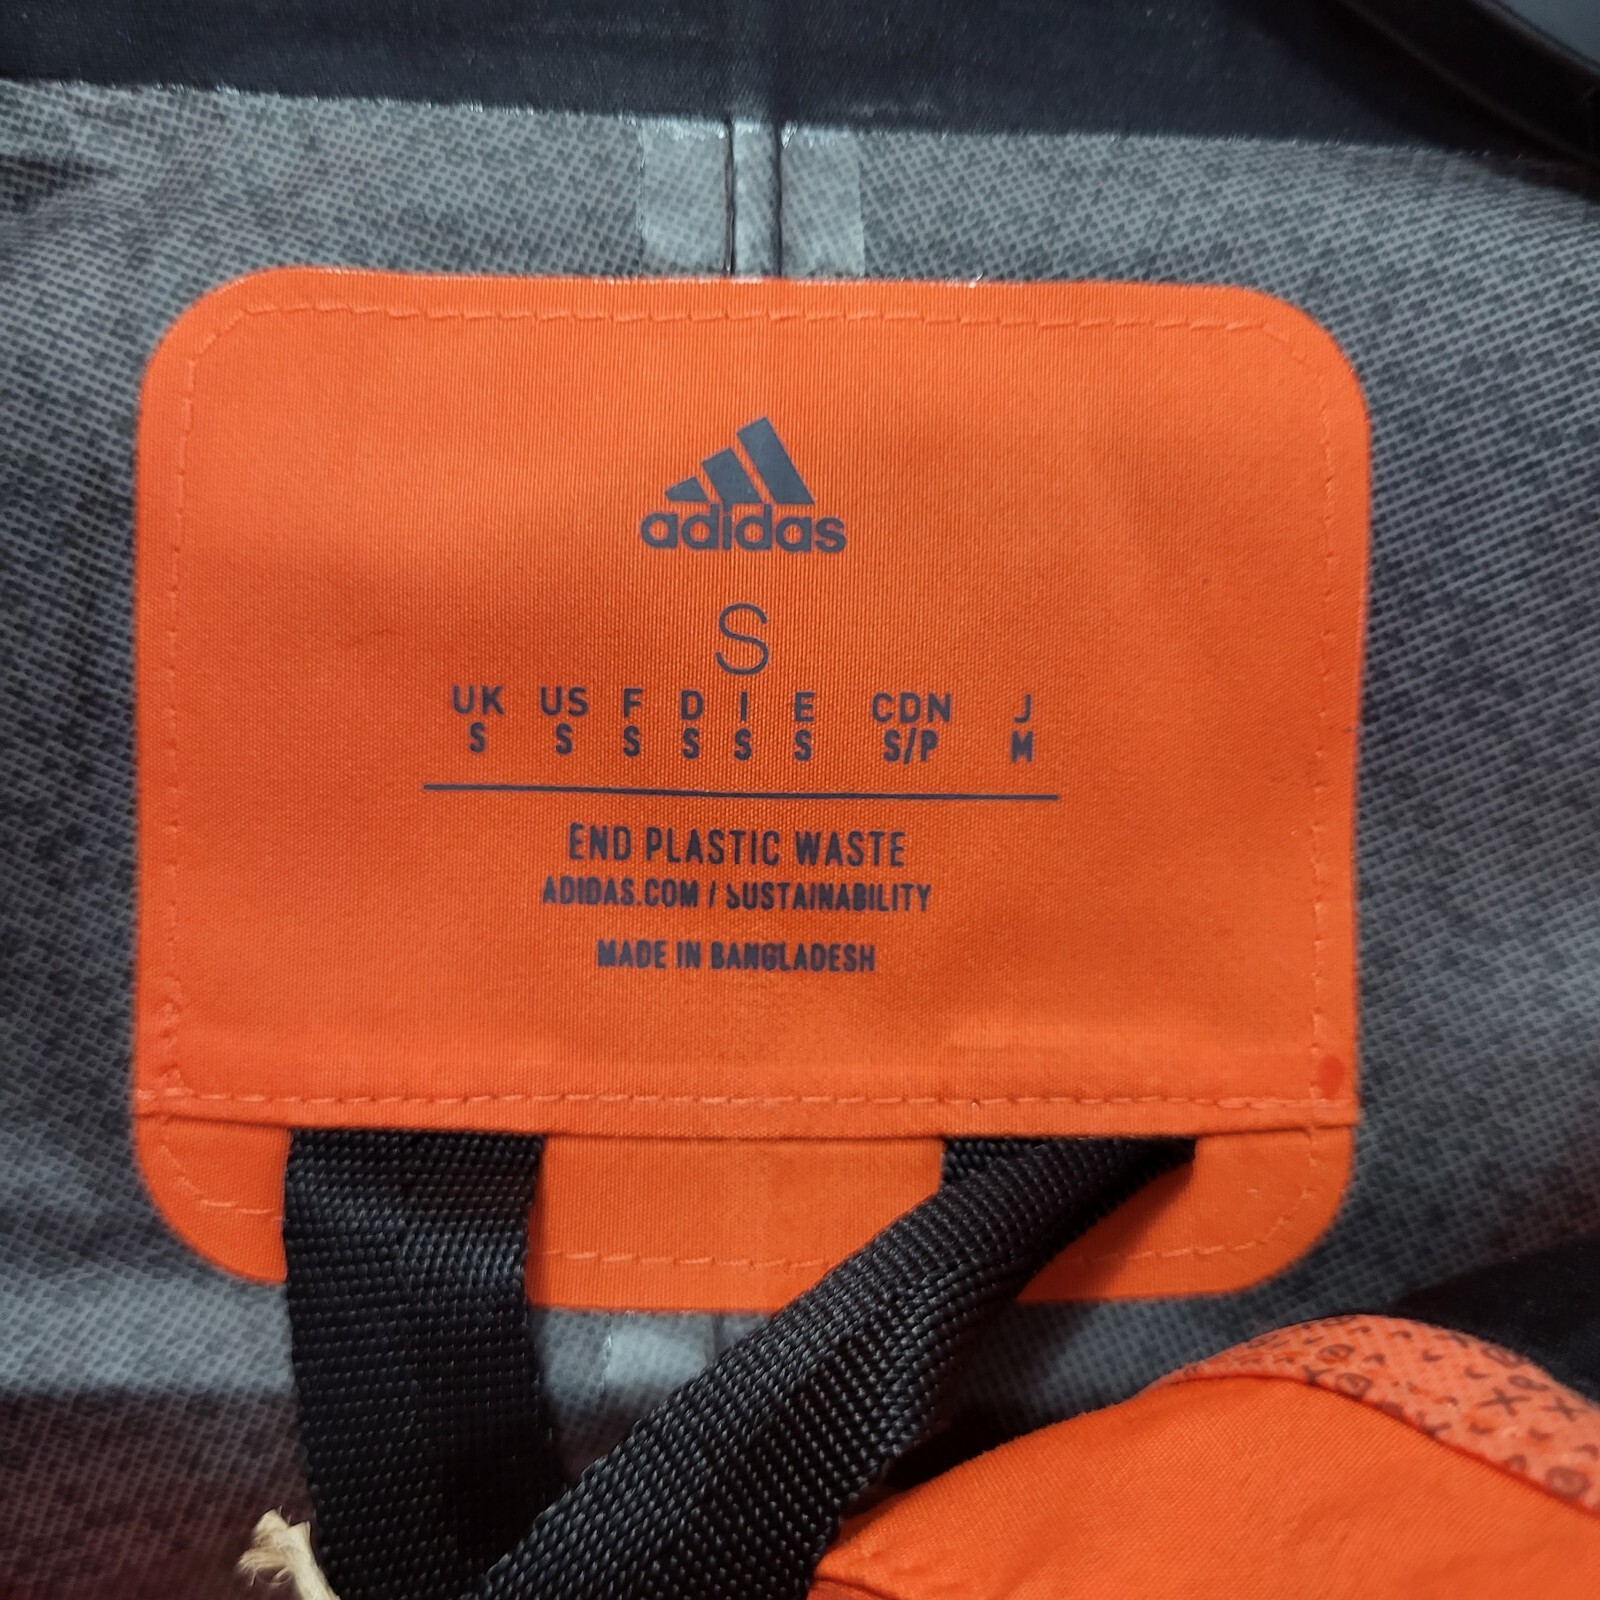 adidas
S
UK US F D I E CDN J
S S S S S S S/P M
END PLASTIC WASTE
ADIDAS.COM / SUSTAINABILITY
MADE IN BANGLADESH